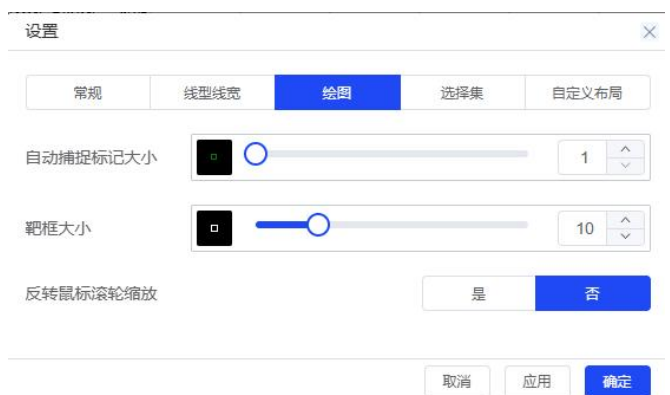 设置
常规 线型线宽 绘图 选择集 自定义布局
自动捕捉标记大小 1
靶框大小 10
反转鼠标滚轮缩放 是 否
取消 应用 确定